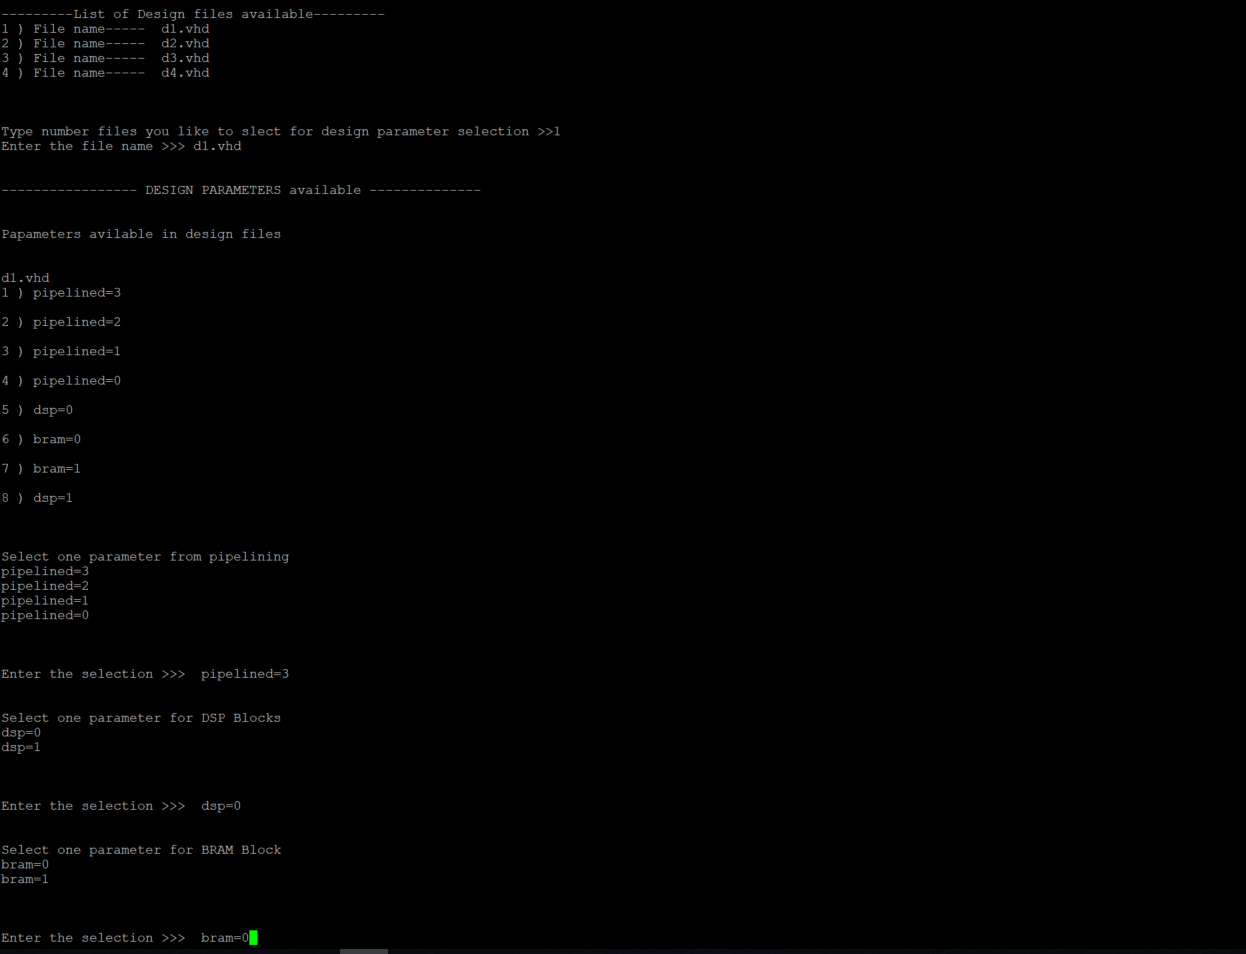 ---------List of Design files available---------
1 ) File name-----  d1.vhd
2 ) File name-----  d2.vhd
3 ) File name-----  d3.vhd
4 ) File name-----  d4.vhd
Type number files you like to slect for design parameter selection >>1
Enter the file name >>> d1.vhd
----------------- DESIGN PARAMETERS available --------------
Papameters avilable in design files
d1.vhd
1 ) pipelined=3
2 ) pipelined=2
3 ) pipelined=1
4 ) pipelined=0
5 ) dsp=0
6 ) bram=0
7 ) bram=1
8 ) dsp=1
Select one parameter from pipelining
pipelined=3
pipelined=2
pipelined=1
pipelined=0
Enter the selection >>>  pipelined=3
Select one parameter for DSP Blocks
dsp=0
dsp=1
Enter the selection >>>  dsp=0
Select one parameter for BRAM Block
bram=0
bram=1
Enter the selection >>>  bram=0